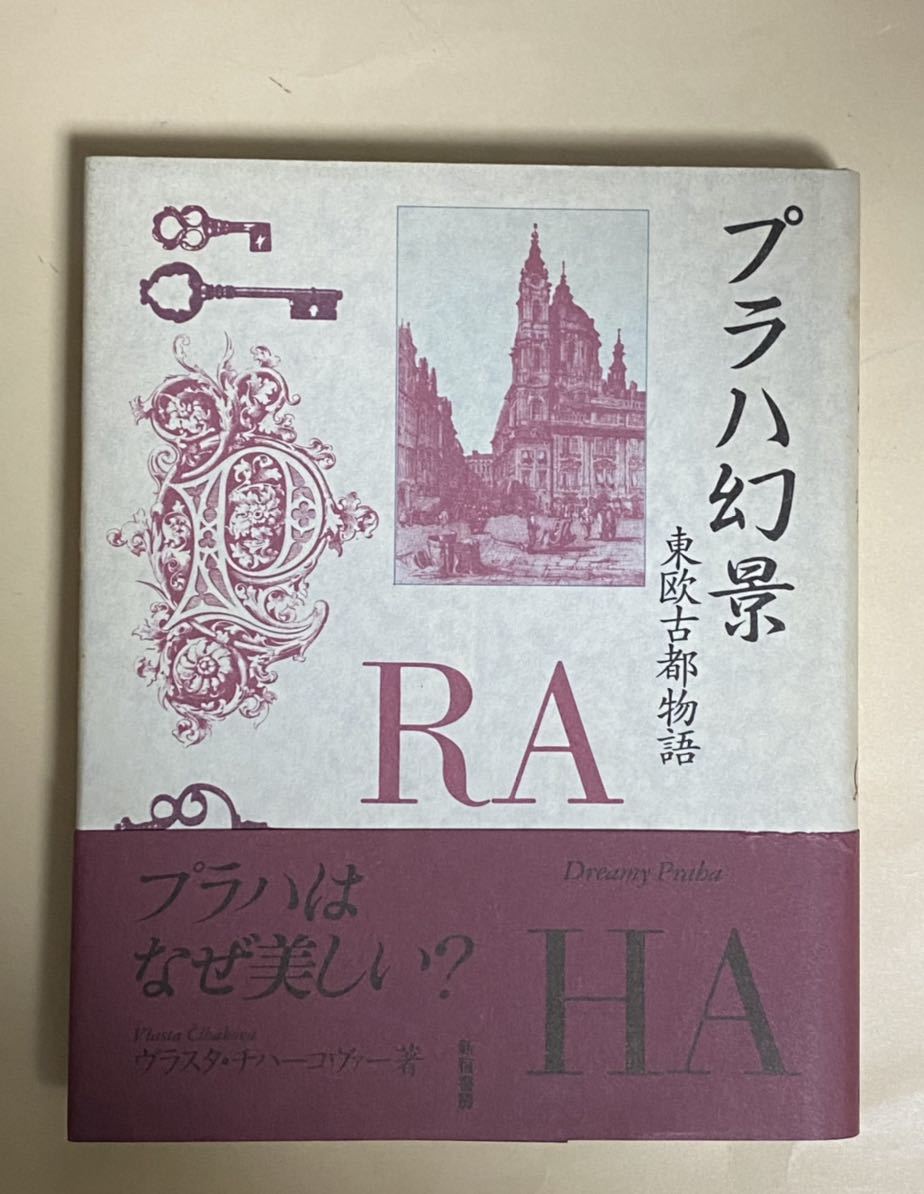 プラハ幻景
東欧古都物語
P
RA
HA
Dreamy Praha
プラハは
なぜ美しい?
Vlasta Čihaková
ヴラスタ・チハーコヴァー著
新宿書房